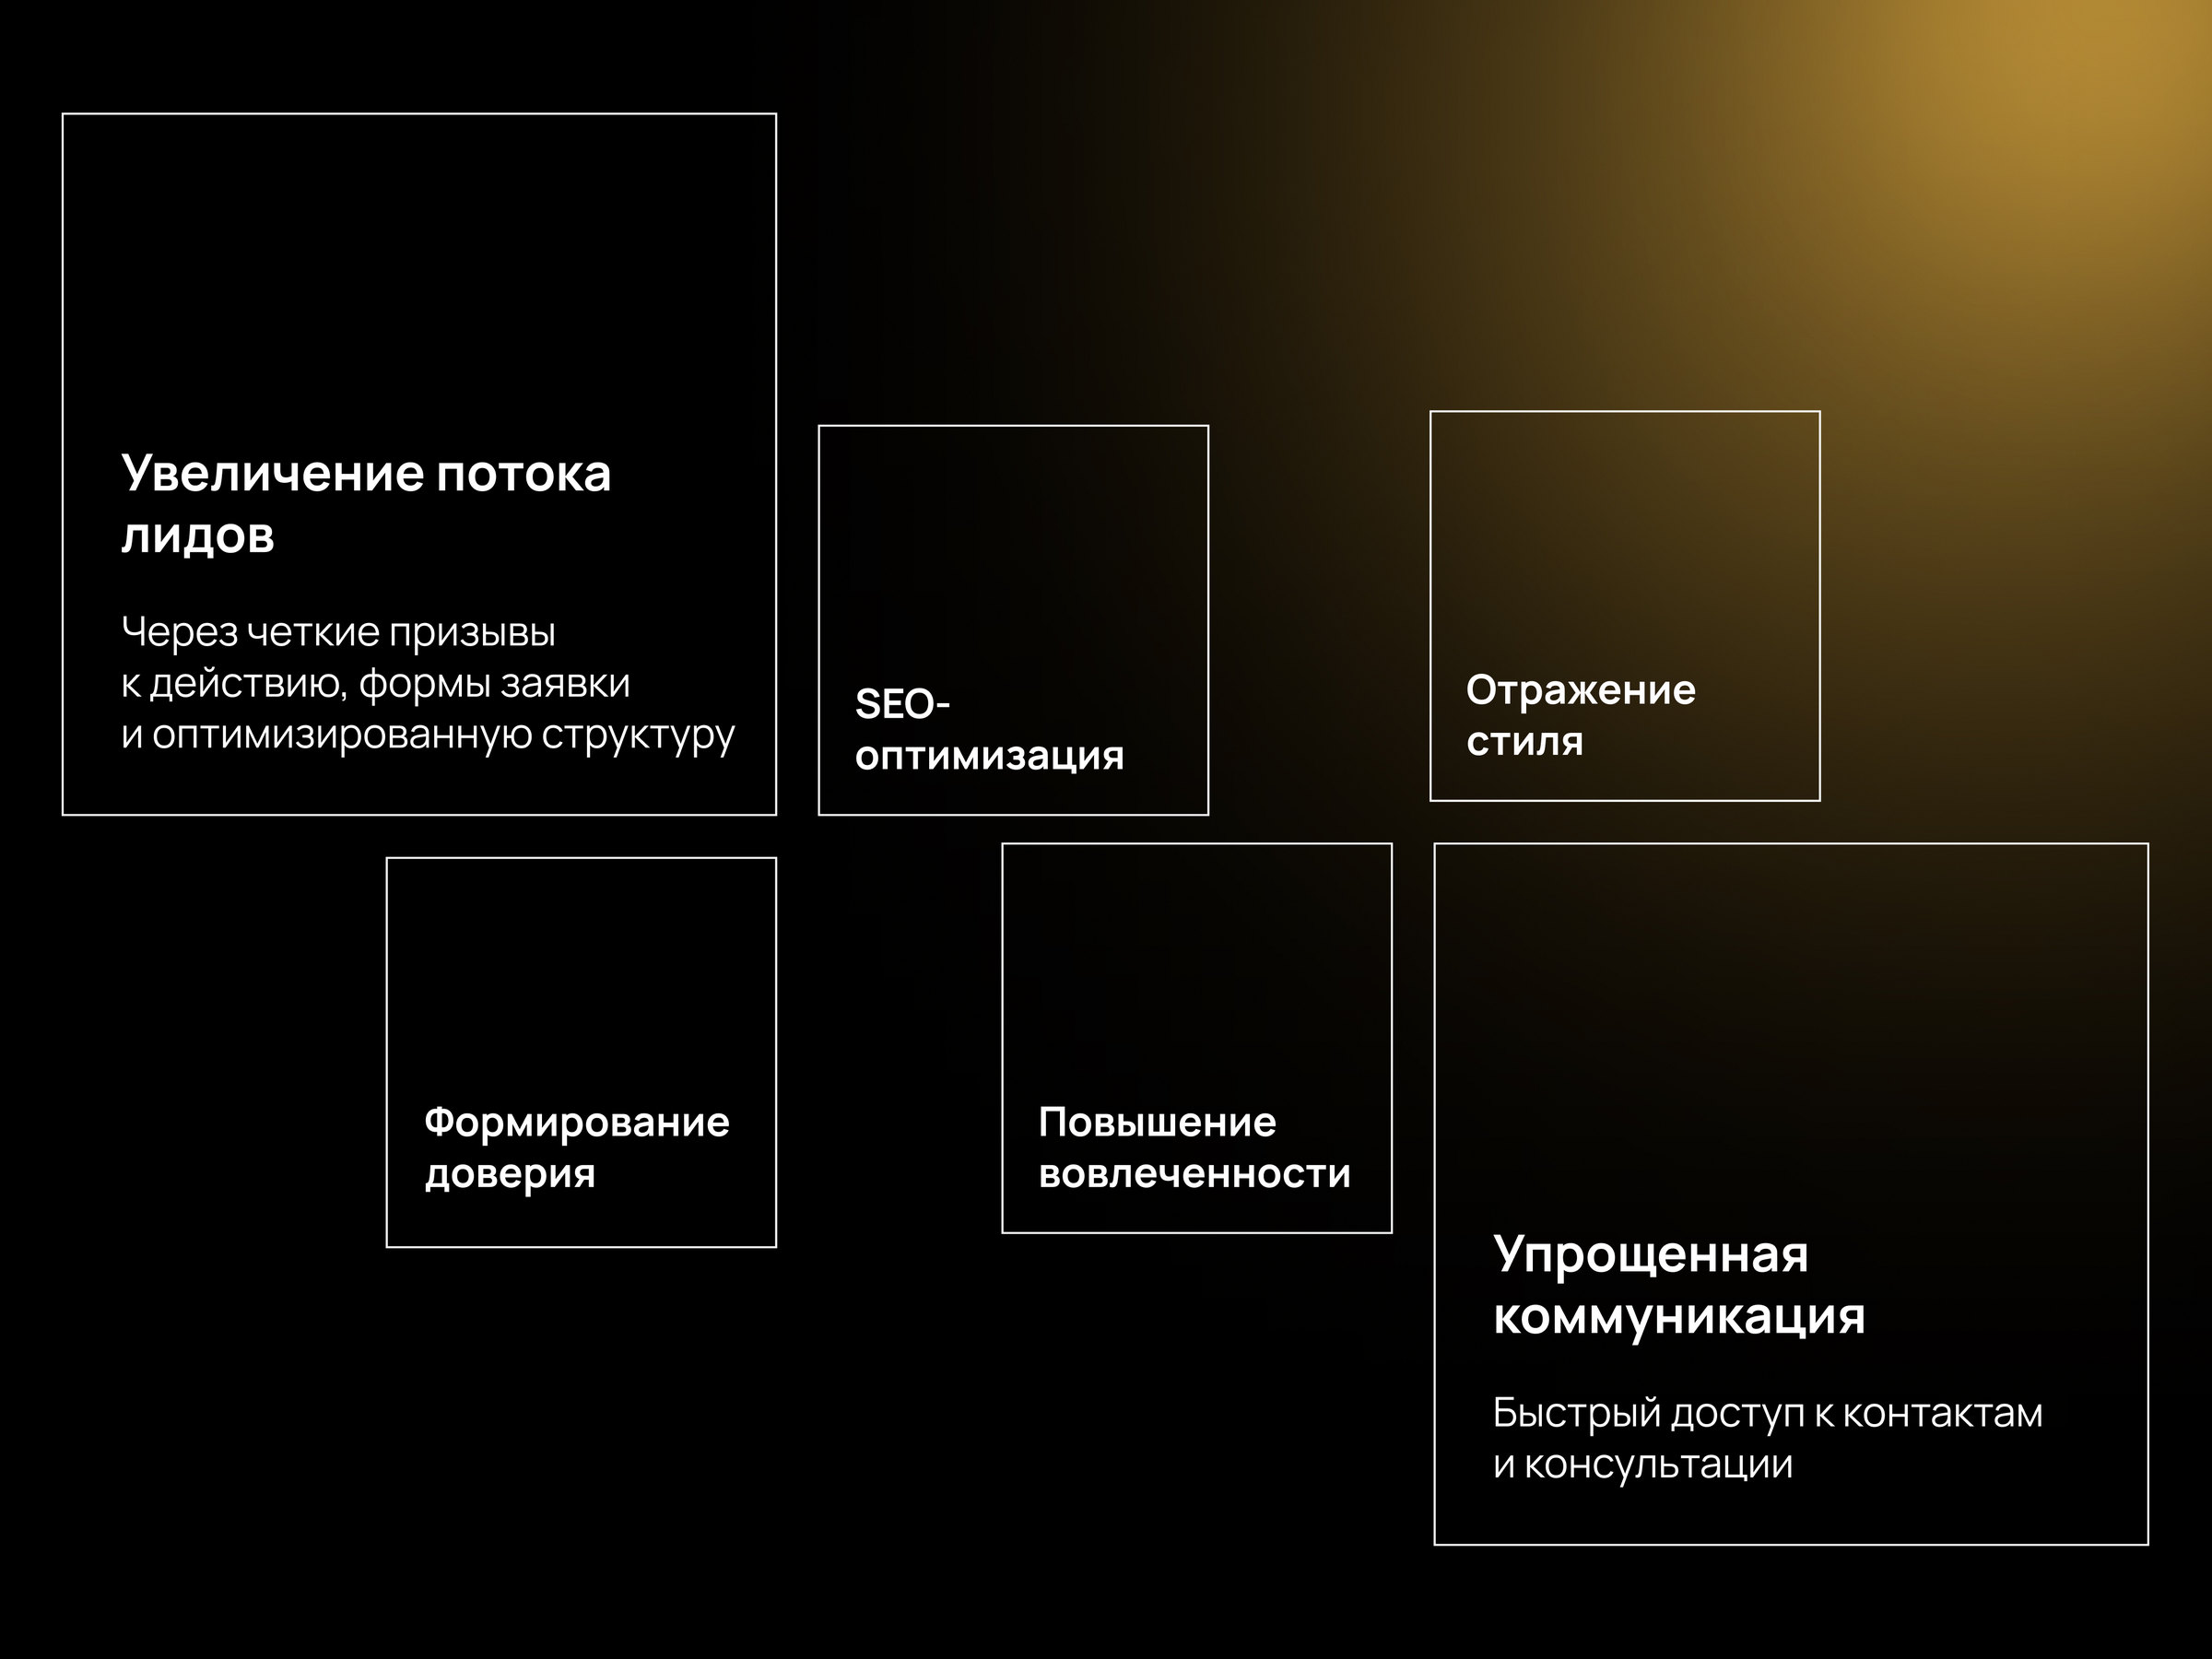 Увеличение потока
лидов
Через четкие призывы
к действию, формы заявки
и оптимизированную структуру
SEO-
оптимизация
Отражение
стиля
Формирование
доверия
Повышение
вовлеченности
Упрощенная
коммуникация
Быстрый доступ к контактам
и консультации